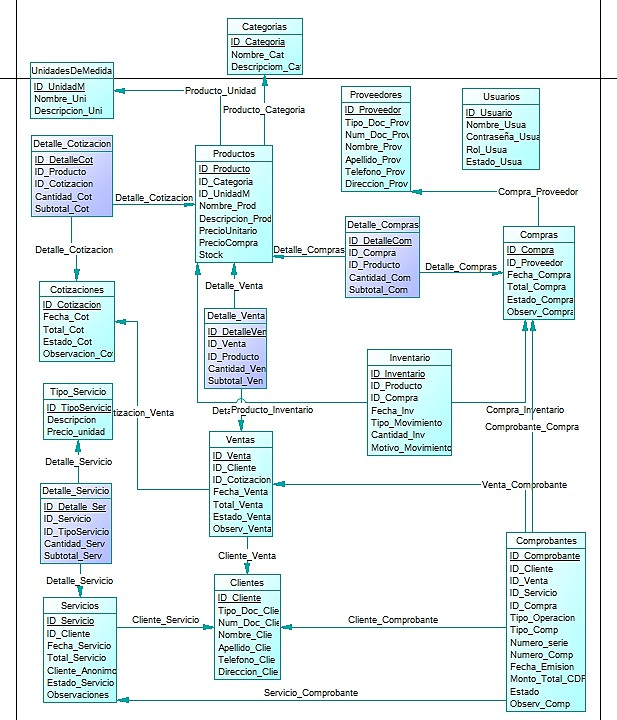 Categorias
ID_Categoria
Nombre_Cat
Descripciom_Ca
UnidadesDeMedida
ID_UnidadM
Nombre_Uni
Descripcion_Uni
Producto_Unidad
Producto_Categoria
Proveedores
ID_Proveedor
Tipo_Doc_Prov
Num_Doc_Prov
Nombre_Prov
Apellido_Prov
Telefono_Prov
Direccion_Prov
Usuarios
ID_Usuario
Nombre_Usua
Contraseña_Usua
Rol_Usua
Estado_Usua
Detalle_Cotizacion
ID_DetalleCot
ID_Producto
ID_Cotizacion
Cantidad_Cot
Subtotal_Cot
Detalle_Cotizacion
Productos
ID_Producto
ID_Categoria
ID_UnidadM
Nombre_Prod
Descripcion_Prod
PrecioUnitario
PrecioCompra
Stock
Compra_Proveedor
Detalle_Compras
Detalle_Compras
ID_DetalleCom
ID_Compra
ID_Producto
Cantidad_Com
Subtotal_Com
Detalle_Compras
Compras
ID_Compra
ID_Proveedor
Fecha_Compra
Total_Compra
Estado_Compra
Observ_Compra
Detalle_Cotizacion
Cotizaciones
ID_Cotizacion
Fecha_Cot
Total_Cot
Estado_Cot
Observacion_Co
Detalle_Venta
Detalle_Venta
ID_DetalleVen
ID_Venta
ID_Producto
Cantidad_Ven
Subtotal_Ven
Inventario
ID_Inventario
ID_Producto
ID_Compra
Fecha_Inv
Tipo_Movimiento
Cantidad_Inv
Motivo_Movimiento
Tipo_Servicio
ID_TipoServicio
Descripcion
Precio_unidad
tizacion_Venta
Deta
Producto_Inventario
Compra_Inventario
Comprobante_Compra
Detalle_Servicio
Ventas
ID_Venta
ID_Cliente
ID_Cotizacion
Fecha_Venta
Total_Venta
Estado_Venta
Observ_Venta
Venta_Comprobante
Detalle_Servicio
ID_Detalle_Ser
ID_Servicio
ID_TipoServicio
Cantidad_Serv
Subtotal_Serv
Cliente_Venta
Detalle_Servicio
Servicios
ID_Servicio
ID_Cliente
Fecha_Servicio
Total_Servicio
Cliente_Anonimo
Estado_Servicio
Observaciones
Cliente_Servicio
Clientes
ID_Cliente
Tipo_Doc_Clie
Num_Doc_Clie
Nombre_Clie
Apellido_Clie
Telefono_Clie
Direccion_Clie
Cliente_Comprobante
Servicio_Comprobante
Comprobantes
ID_Comprobante
ID_Cliente
ID_Venta
ID_Servicio
ID_Compra
Tipo_Operacion
Tipo_Comp
Numero_serie
Numero_Comp
Fecha_Emision
Monto_Total_COF
Estado
Observ_Comp